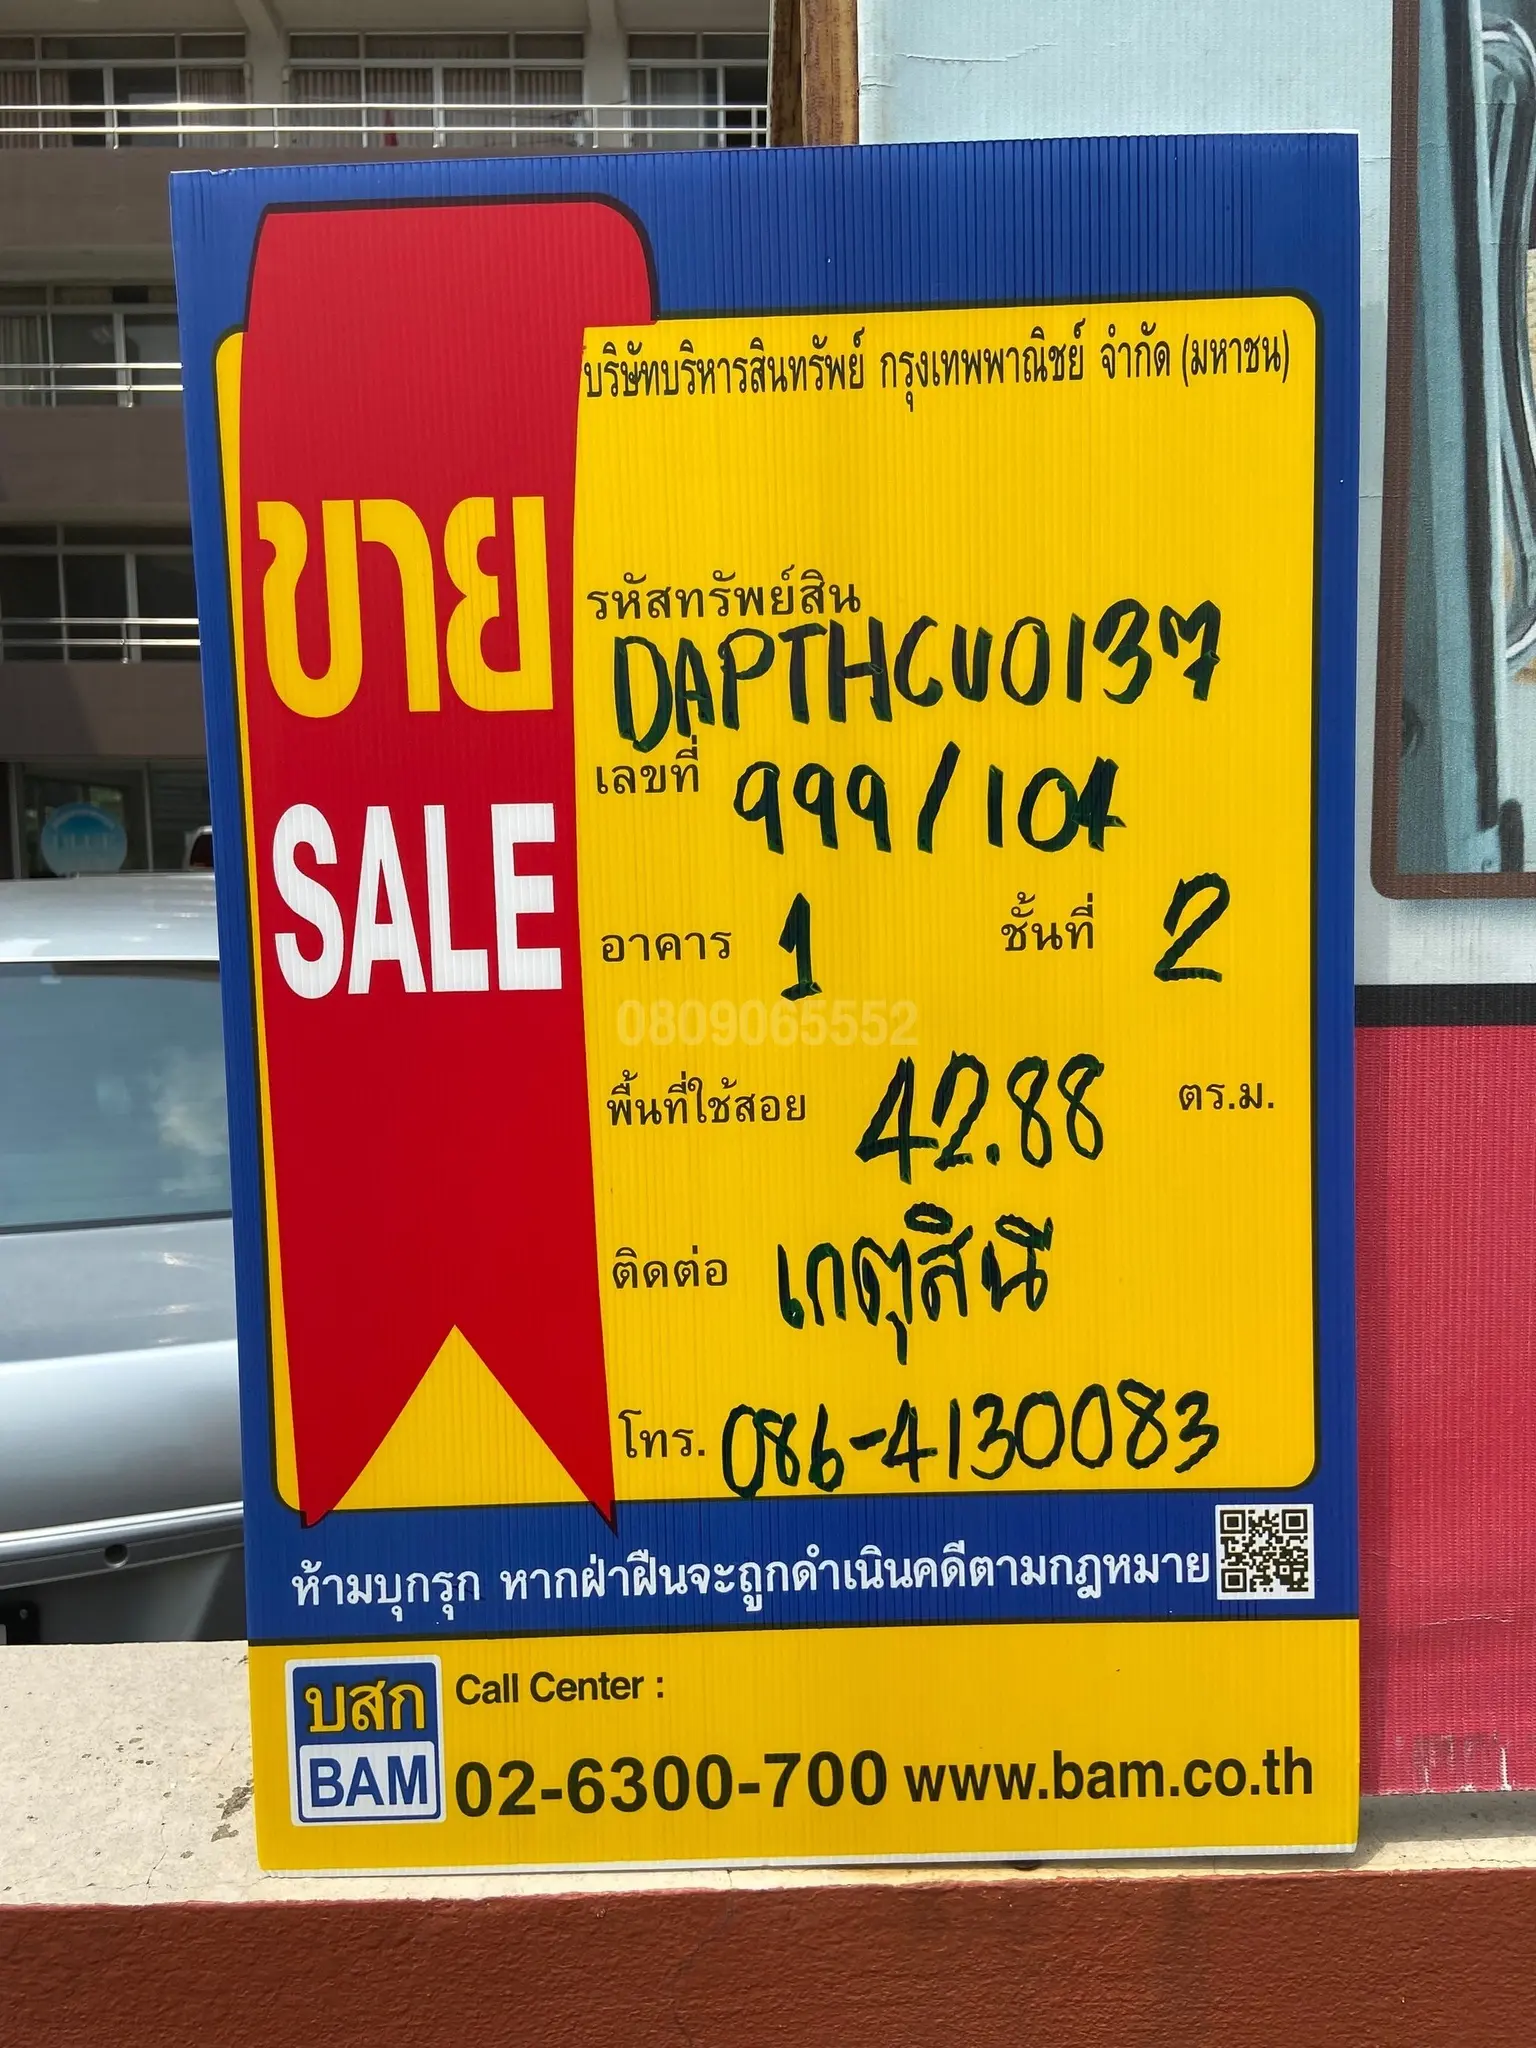 บริษัทบริหารสินทรัพย์ กรุงเทพพาณิชย์ จำกัด (มหาชน)
ขาย
SALE
รหัสทรัพย์สิน
DAPTHCU0137
เลขที่ 999/104
อาคาร 1 ชั้นที่ 2
0809065552
พื้นที่ใช้สอย 42.88 ตร.ม.
ติดต่อ เกตุสินี
โทร. 086-4130083
ห้ามบุกรุก หากฝ่าฝืนจะถูกดำเนินคดีตามกฎหมาย
บสก
BAM
Call Center :
02-6300-700 www.bam.co.th